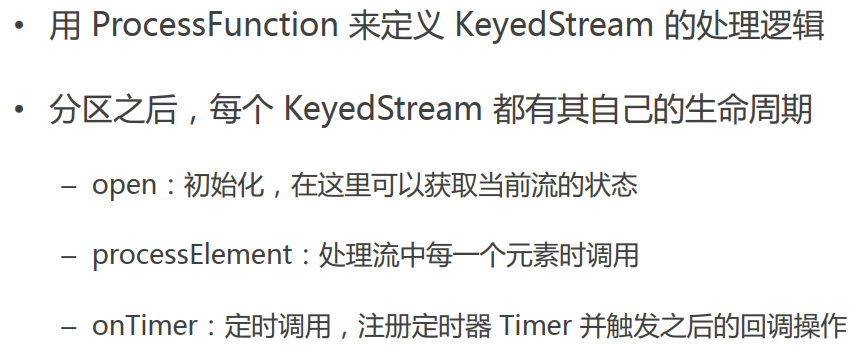 • 用 ProcessFunction 来定义 KeyedStream 的处理逻辑
• 分区之后，每个 KeyedStream 都有其自己的生命周期
– open：初始化，在这里可以获取当前流的状态
– processElement：处理流中每一个元素时调用
– onTimer：定时调用，注册定时器 Timer 并触发之后的回调操作